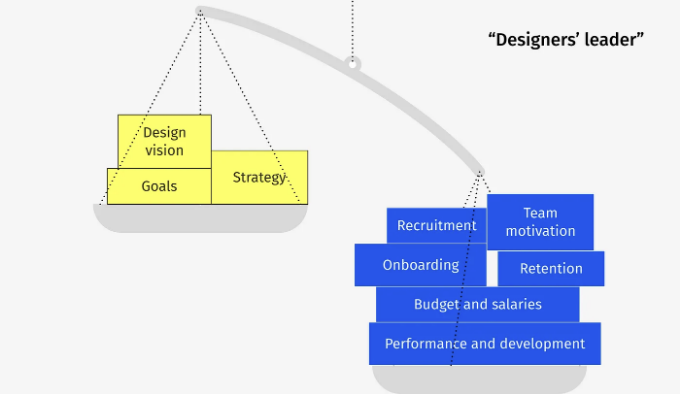 “Designers’ leader”
Design
vision
Goals
Strategy
Recruitment
Team
motivation
Onboarding
Retention
Budget and salaries
Performance and development